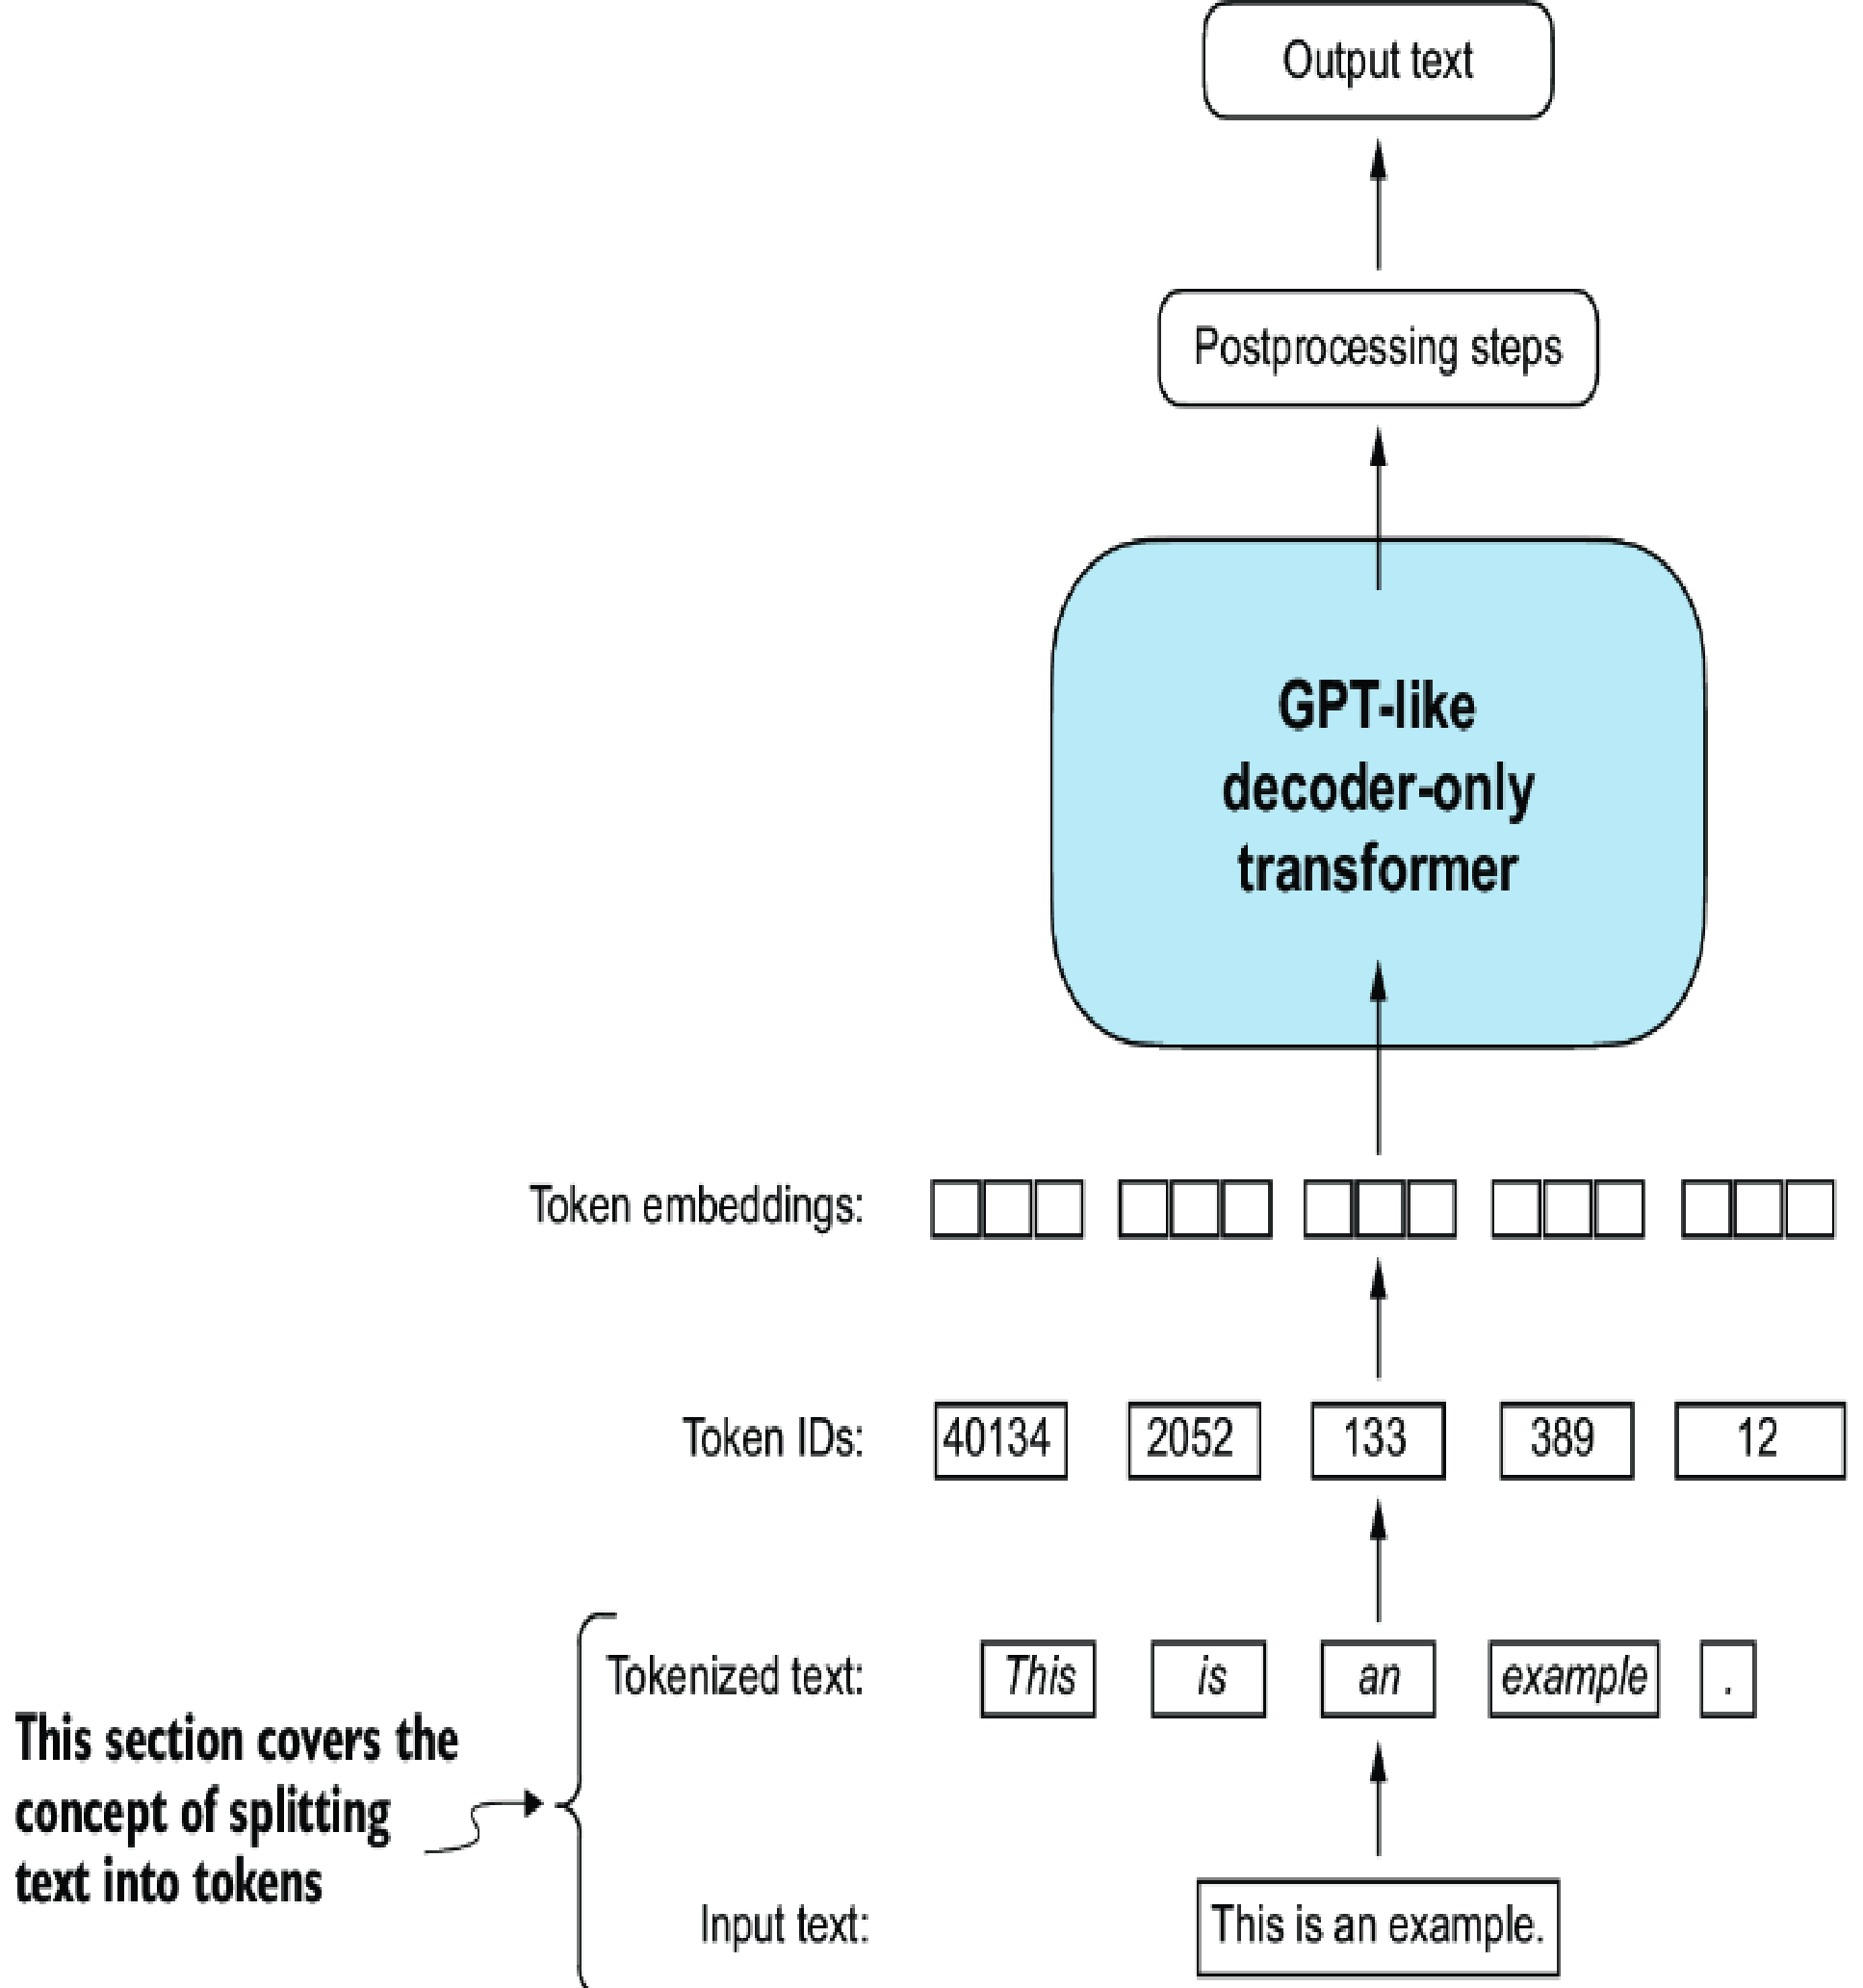 Output text
Postprocessing steps
GPT-like
decoder-only
transformer
Token embeddings:
Token IDs: 40134 2052 133 389 12
Tokenized text: This is an example .
This section covers the
concept of splitting
text into tokens
Input text: This is an example.